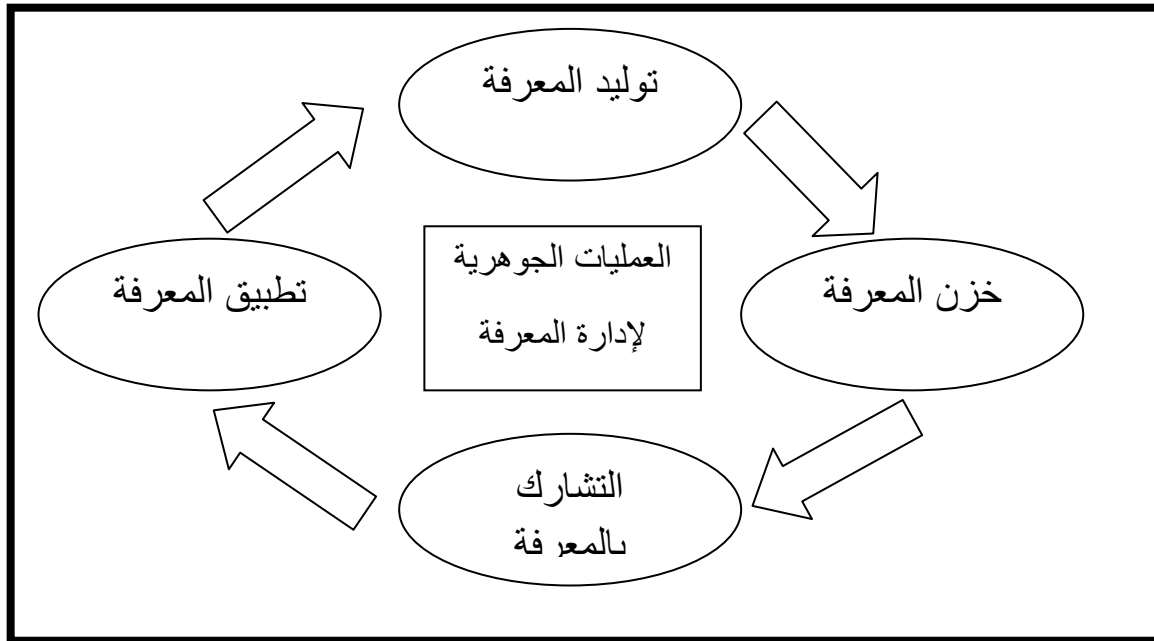 توليد المعرفة
العمليات الجوهرية
لإدارة المعرفة
خزن المعرفة
تطبيق المعرفة
التشارك
بالمعرفة